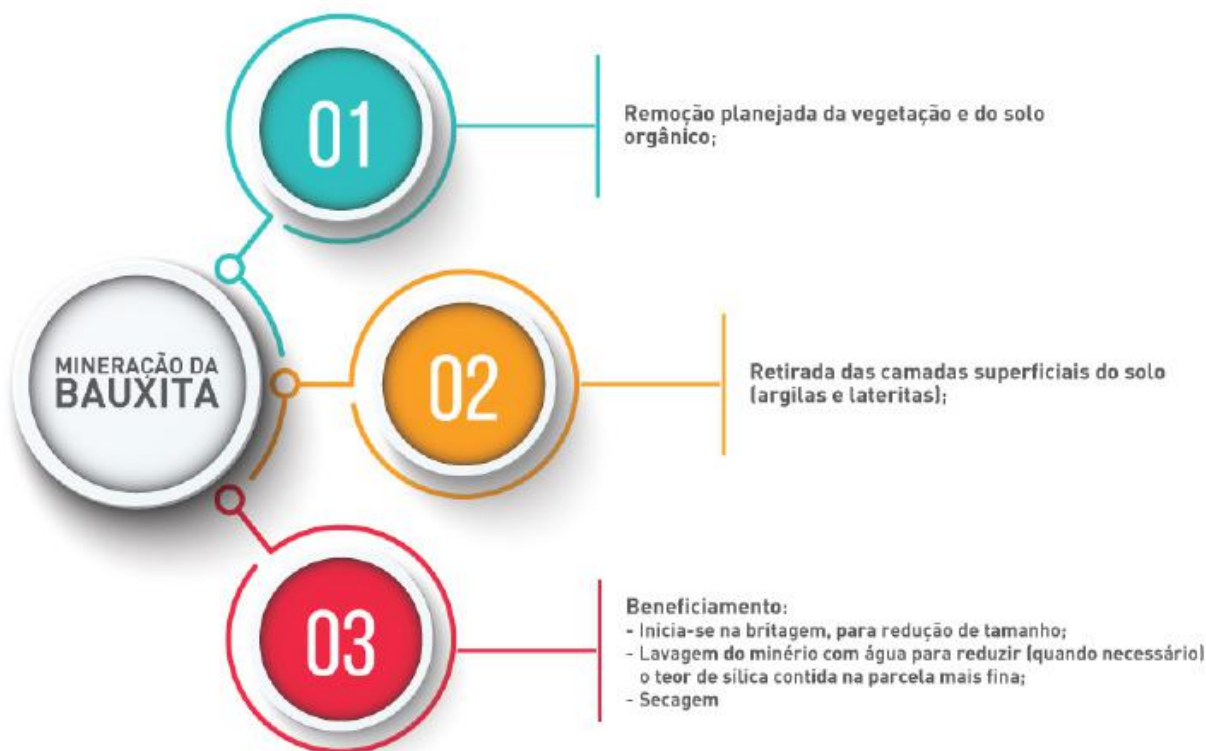 01
Remoção planejada da vegetação e do solo
orgânico;
MINERAÇÃO DA
BAUXITA
02
Retirada das camadas superficiais do solo
(argilas e lateritas);
03
Beneficiamento:
- Inicia-se na britagem, para redução de tamanho;
- Lavagem do minério com água para reduzir (quando necessário)
o teor de sílica contida na parcela mais fina;
- Secagem